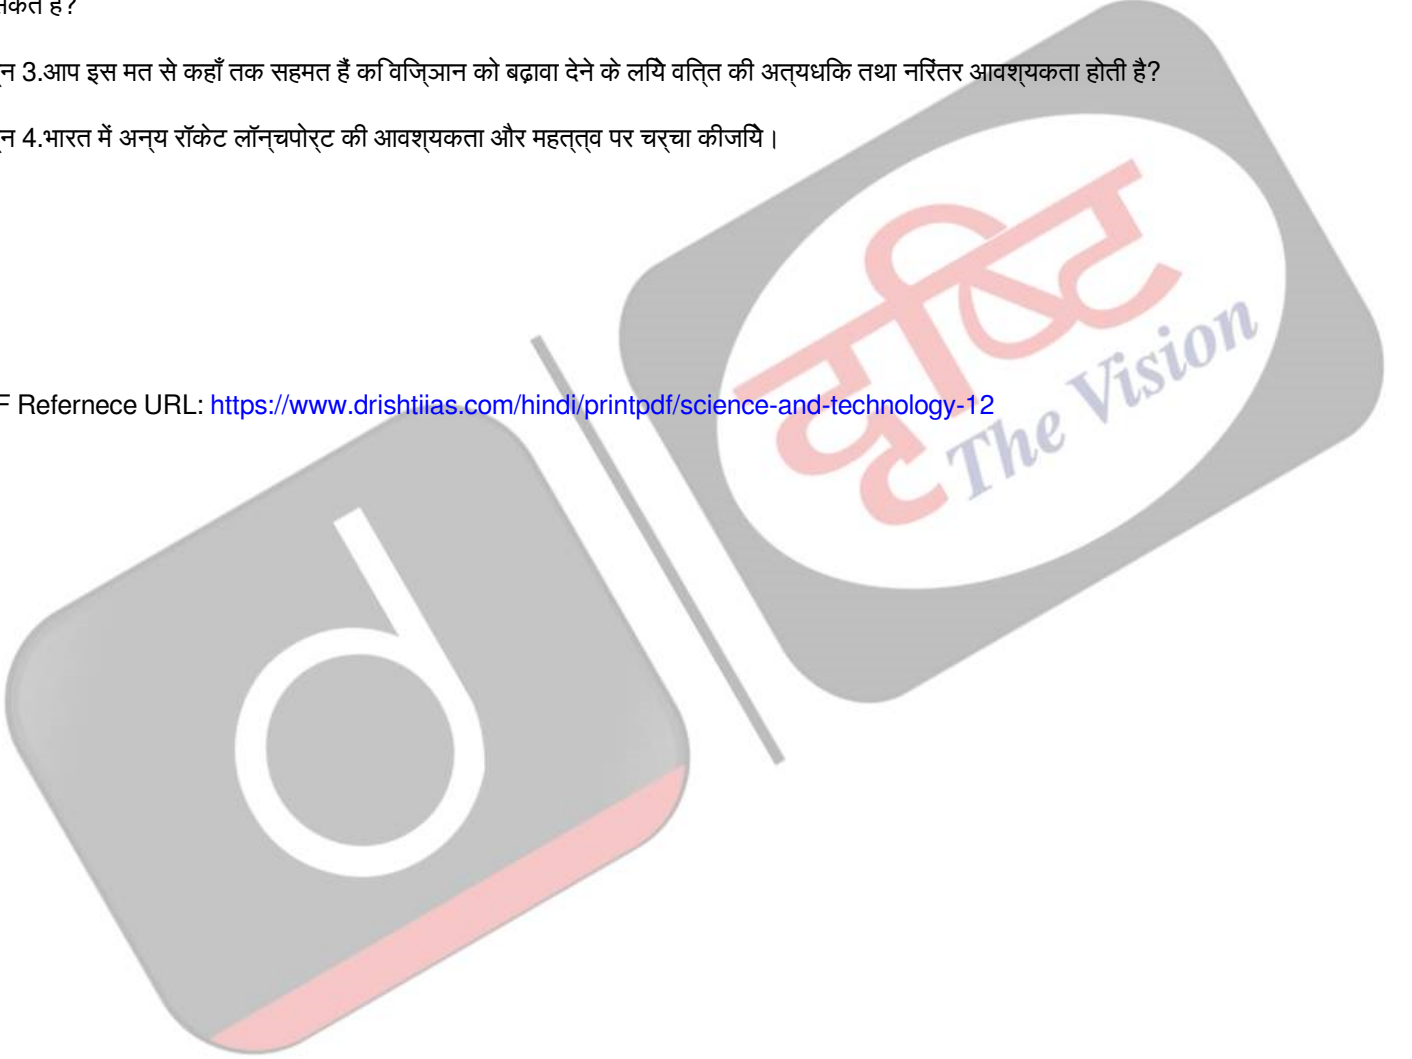 सकते हैं?
न 3.आप इस मत से कहाँ तक सहमत हैं कि विज्ञान को बढ़ावा देने के लिये वित्त की अत्यधिक तथा निरंतर आवश्यकता होती है?
न 4.भारत में अन्य रॉकेट लॉन्चपोर्ट की आवश्यकता और महत्त्व पर चर्चा कीजिये।
F Refernece URL: https://www.drishtiias.com/hindi/printpdf/science-and-technology-12
दृष्टि
The Vision
d